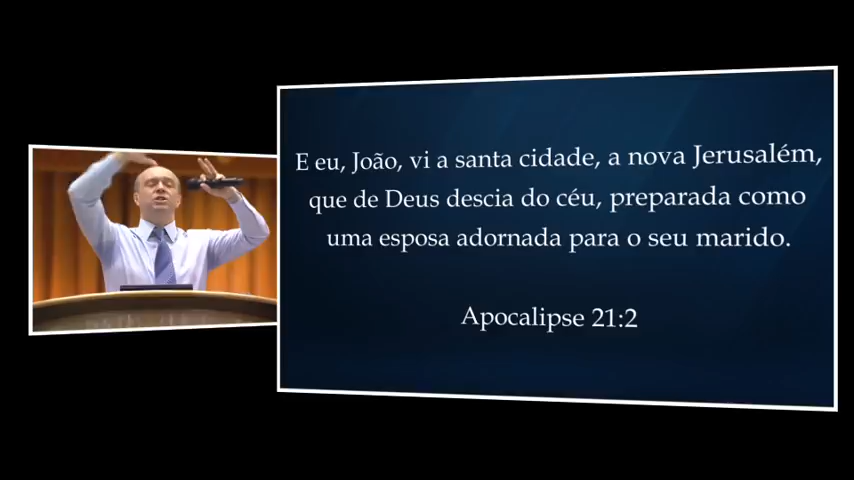 E eu, João, vi a santa cidade, a nova Jerusalém,
que de Deus descia do céu, preparada como
uma esposa adornada para o seu marido.
Apocalipse 21:2